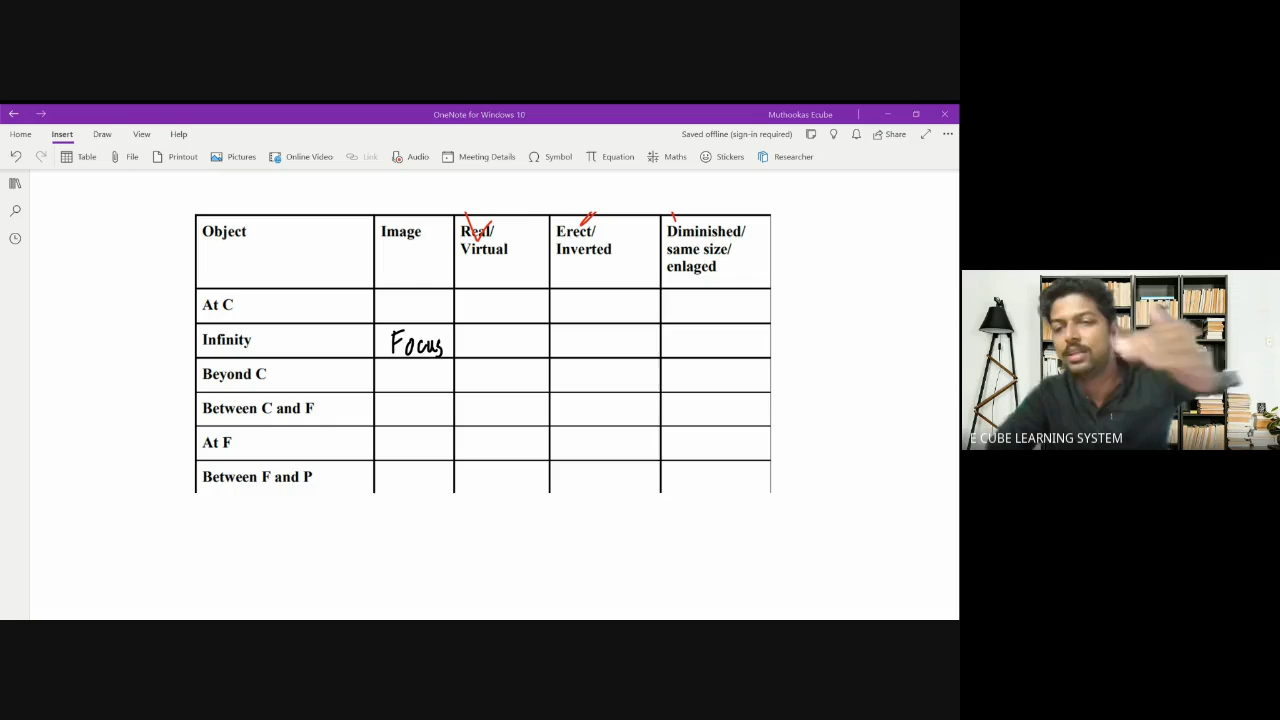 OneNote for Windows 10
Muthookas Ecube
Home Insert Draw View Help
Saved offline (sign-in required) Share
Table File Printout Pictures Online Video Link Audio Meeting Details Symbol Equation Maths Stickers Researcher
Object Image Real/ Erect/ Diminished/
Virtual Inverted same size/
enlaged
At C
Infinity Focus
Beyond C
Between C and F
At F
Between F and P
E CUBE LEARNING SYSTEM